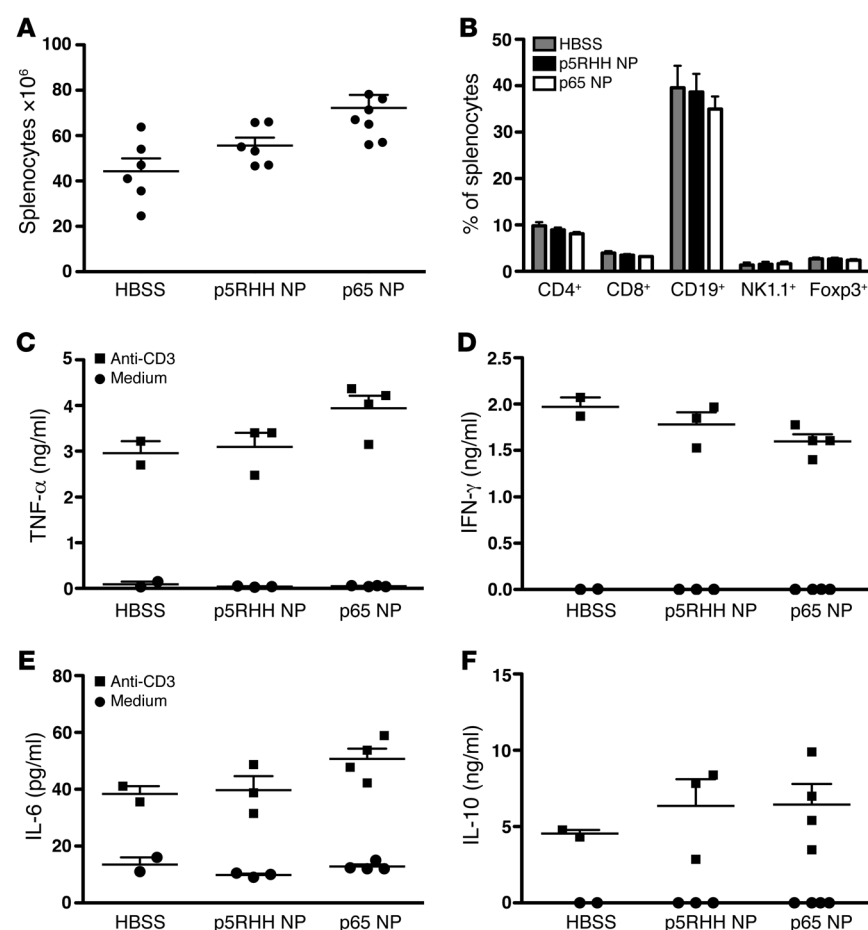 A
Splenocytes ×10⁶
100
80
60
40
20
0
HBSS
p5RHH NP
p65 NP
B
% of splenocytes
50
40
30
20
10
0
HBSS
p5RHH NP
p65 NP
CD4⁺
CD8⁺
CD19⁺
NK1.1⁺
Foxp3⁺
C
TNF-α (ng/ml)
5
4
3
2
1
0
Anti-CD3
Medium
HBSS
p5RHH NP
p65 NP
D
IFN-γ (ng/ml)
2.5
2.0
1.5
1.0
0.5
0.0
HBSS
p5RHH NP
p65 NP
E
IL-6 (pg/ml)
80
60
40
20
0
Anti-CD3
Medium
HBSS
p5RHH NP
p65 NP
F
IL-10 (ng/ml)
15
10
5
0
HBSS
p5RHH NP
p65 NP